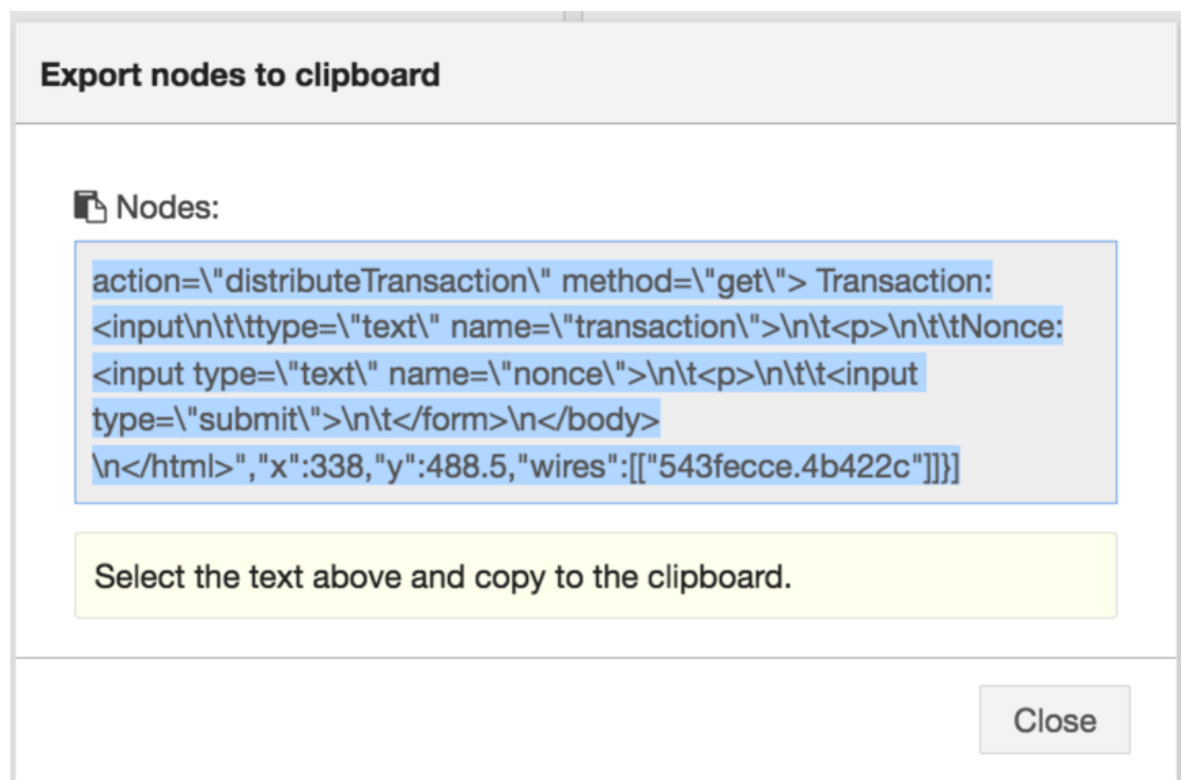 Export nodes to clipboard
Nodes:
action=\"distributeTransaction\" method=\"get\"> Transaction:
<input\n\t\ttype=\"text\" name=\"transaction\">\n\t<p>\n\t\tNonce:
<input type=\"text\" name=\"nonce\">\n\t<p>\n\t\t<input
type=\"submit\">\n\t</form>\n</body>
\n</html>","x":338,"y":488.5,"wires":[["543fecce.4b422c"]]}]
Select the text above and copy to the clipboard.
Close